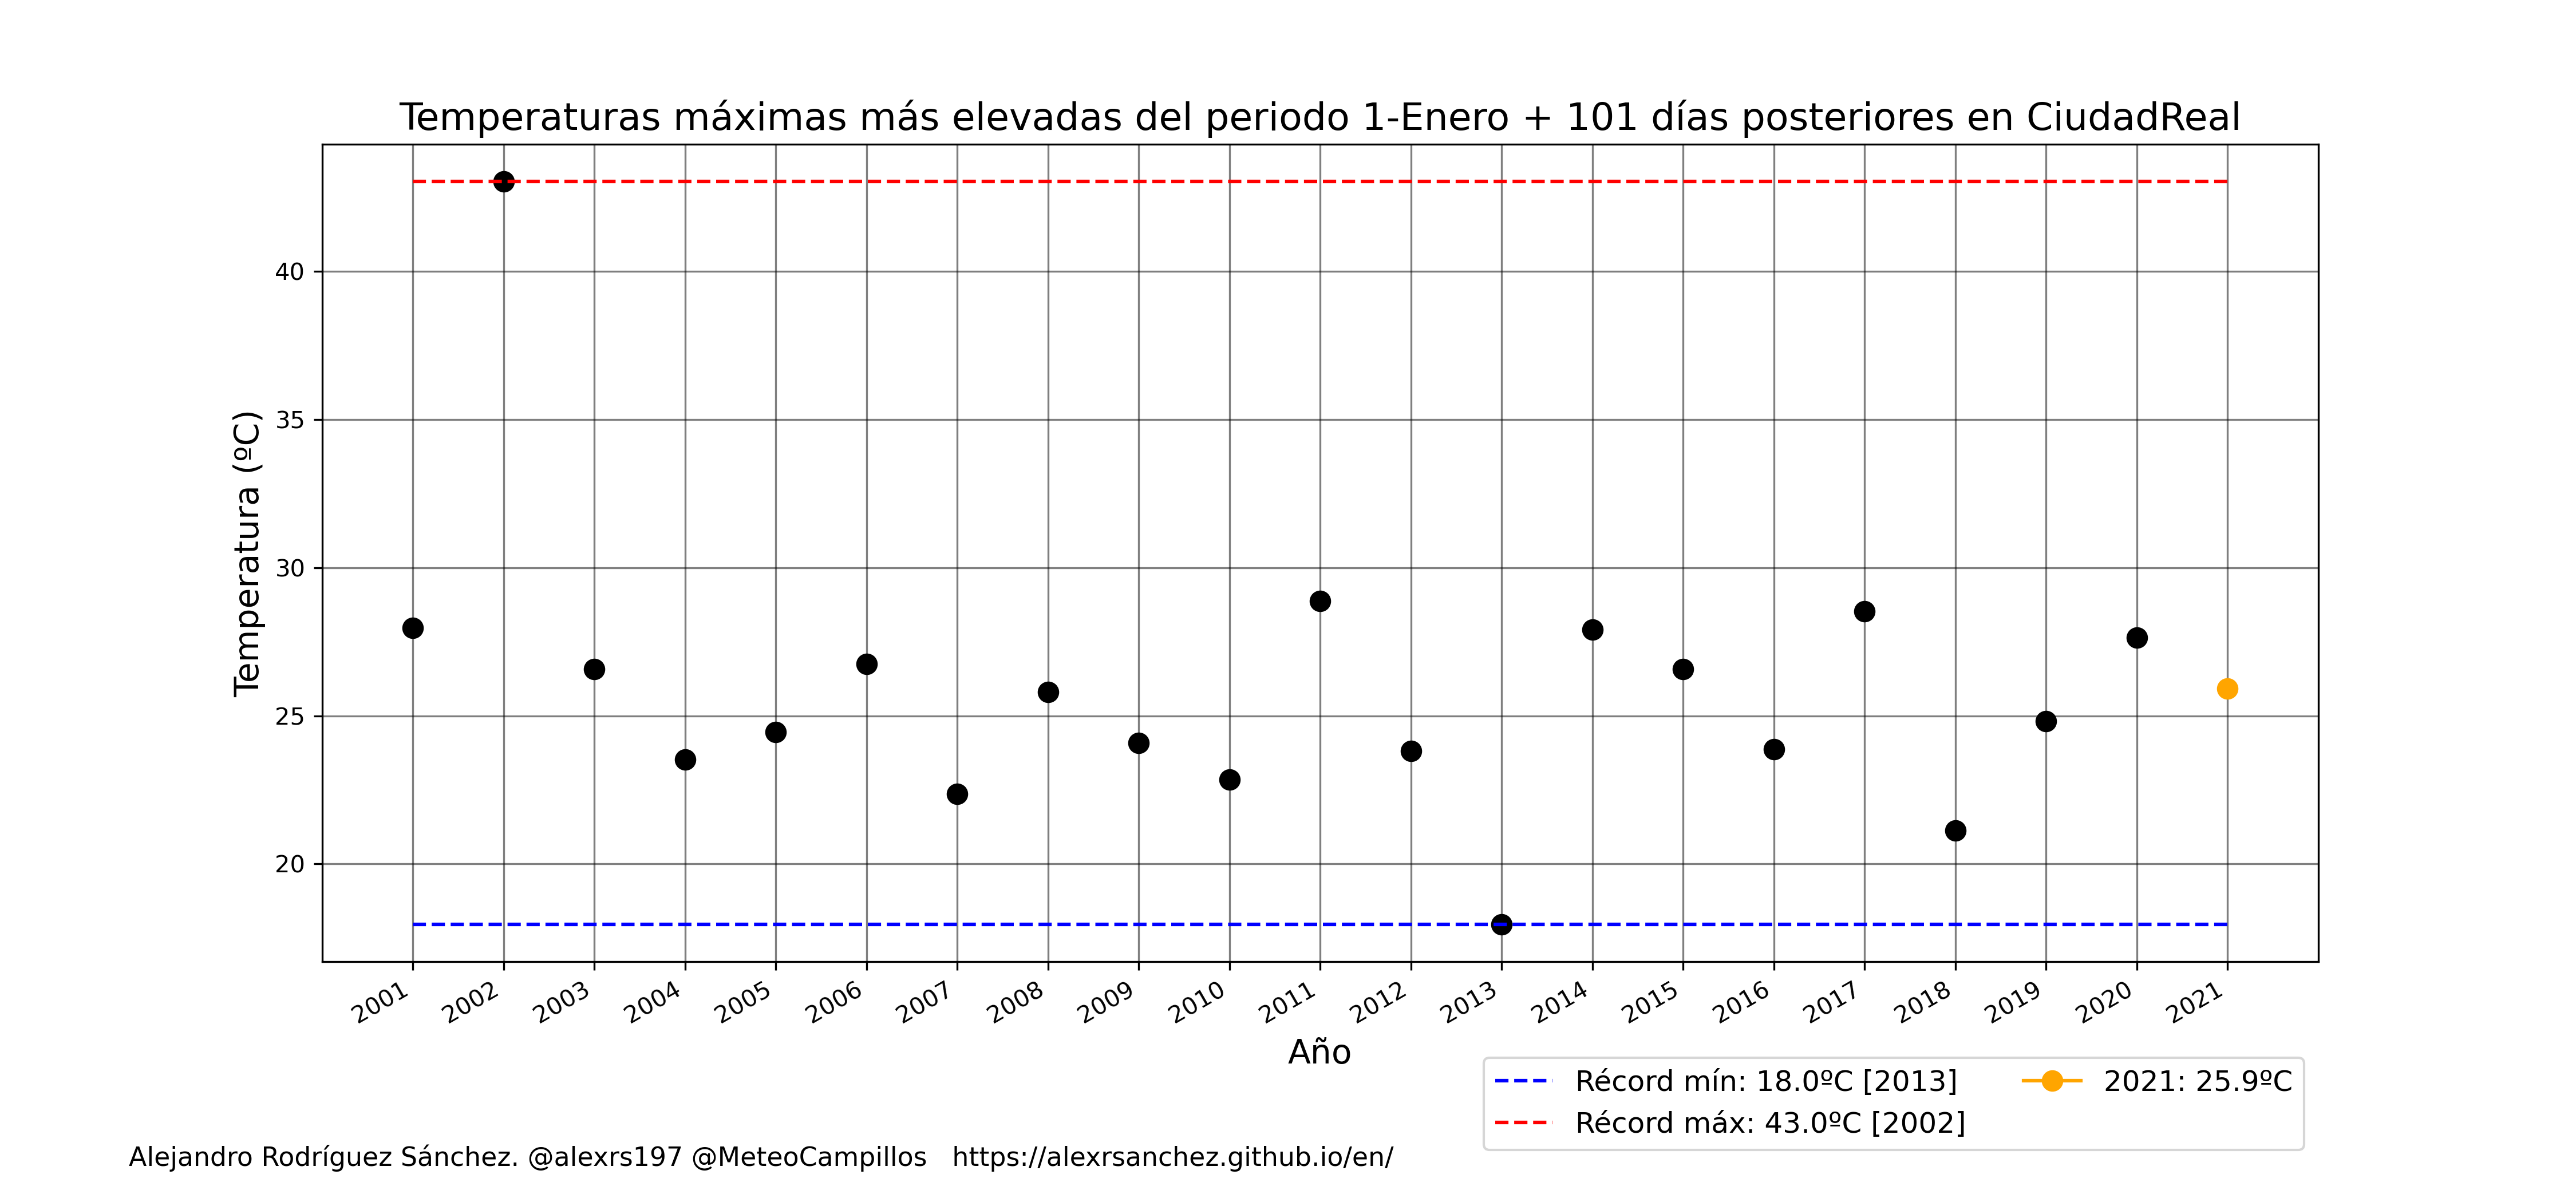 Temperaturas máximas más elevadas del periodo 1-Enero + 101 días posteriores en CiudadReal
Temperatura (ºC)
40
35
30
25
20
2001 2002 2003 2004 2005 2006 2007 2008 2009 2010 2011 2012 2013 2014 2015 2016 2017 2018 2019 2020 2021
Año
Récord mín: 18.0ºC [2013]
Récord máx: 43.0ºC [2002]
2021: 25.9ºC
Alejandro Rodríguez Sánchez. @alexrs197 @MeteoCampillos https://alexrsanchez.github.io/en/